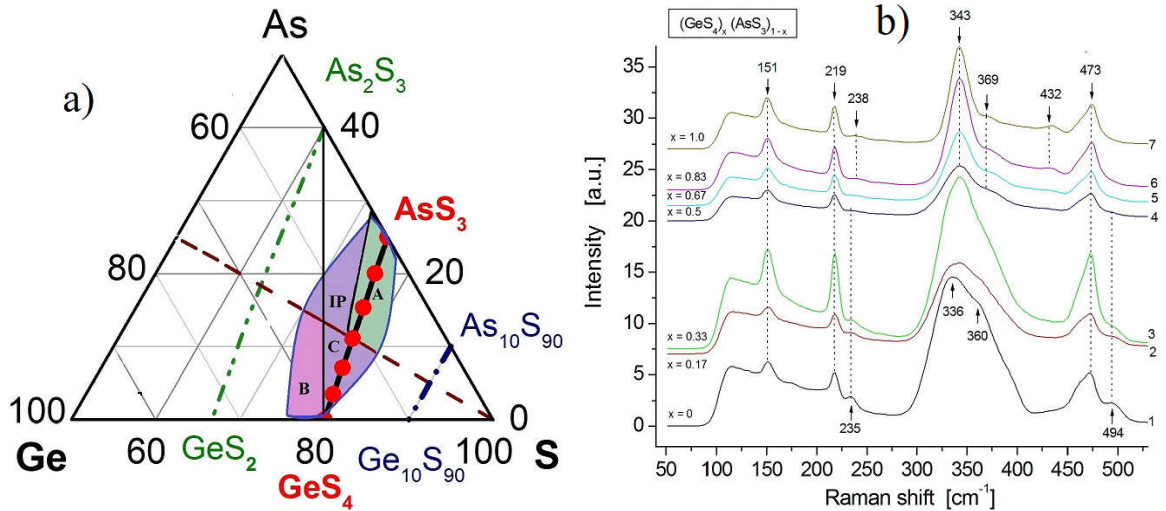 a)
As
As₂S₃
60
40
AsS₃
80
20
IP
A
As₁₀S₉₀
C
B
100
0
Ge
60
GeS₂
80
Ge₁₀S₉₀
100
S
GeS₄
(GeS₄)ₓ (AsS₃)₁₋ₓ
b)
343
151
219
238
369
432
473
x = 1.0
7
x = 0.83
6
x = 0.67
5
x = 0.5
4
x = 0.33
3
336
360
2
x = 0.17
x = 0
1
235
494
35
30
25
20
15
10
5
0
Intensity [a.u.]
50 100 150 200 250 300 350 400 450 500
Raman shift [cm⁻¹]